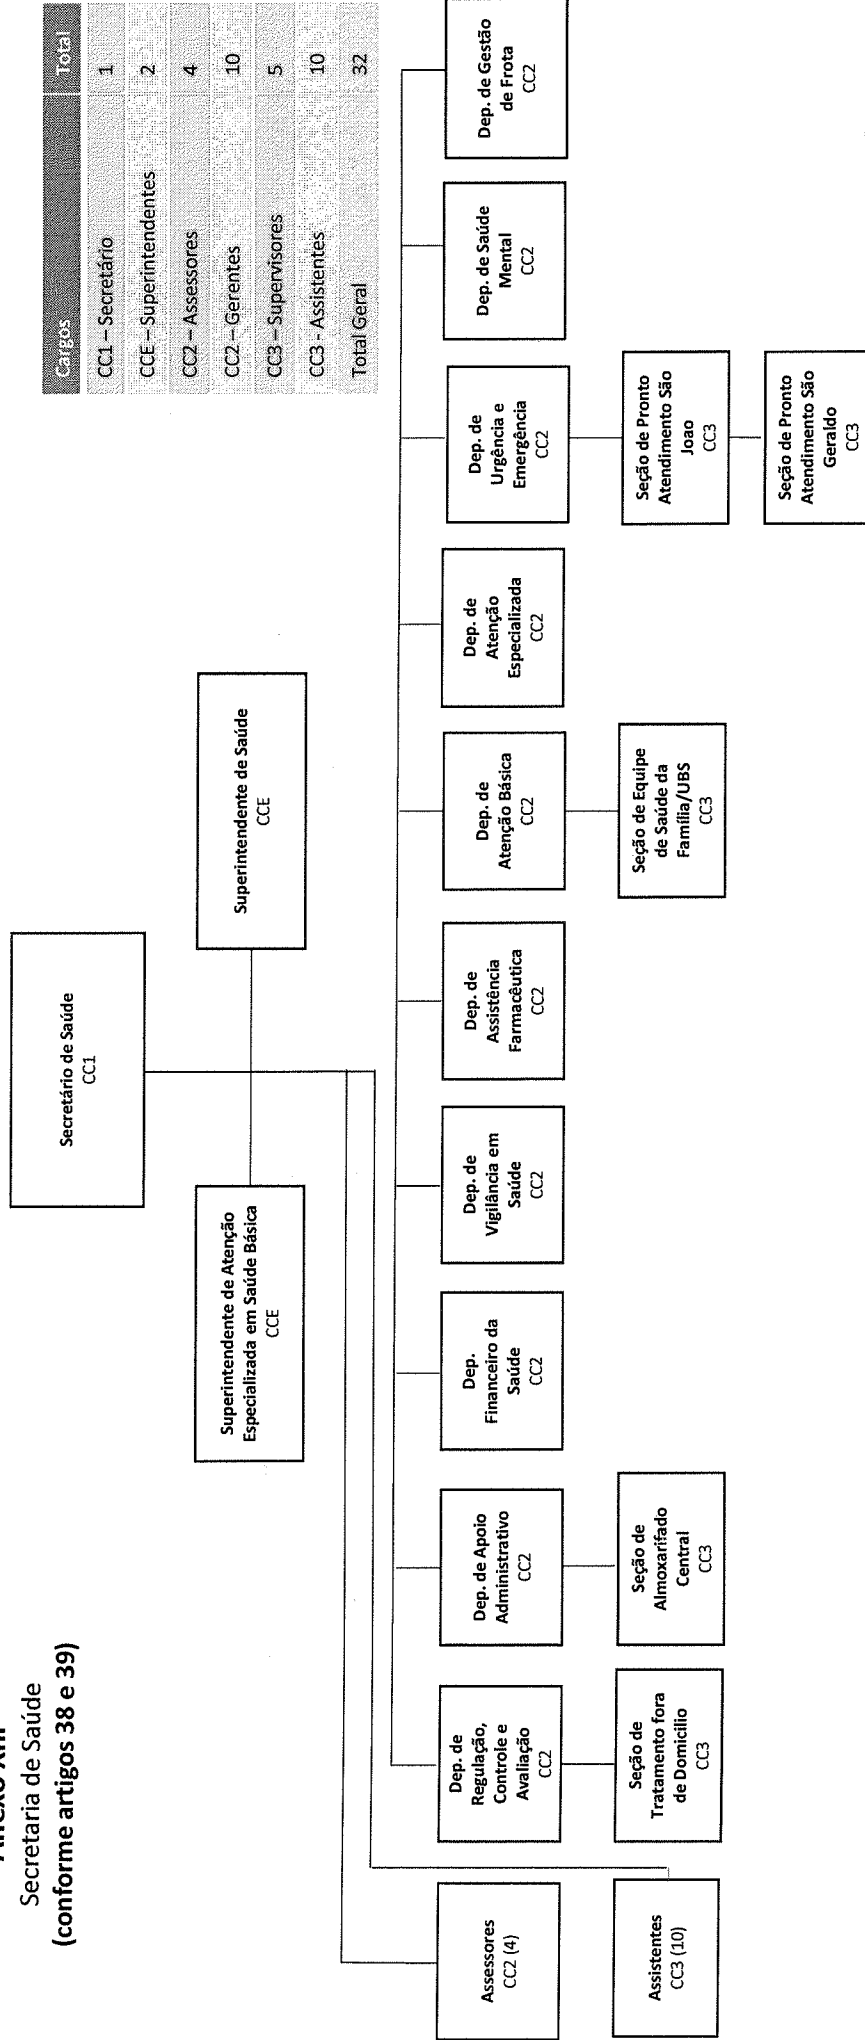 Secretaria de Saúde
(conforme artigos 38 e 39)
Cargos Total
CC1 – Secretário 1
CCE – Superintendentes 2
CC2 – Assessores 4
CC2 – Gerentes 10
CC3 – Supervisores 5
CC3 - Assistentes 10
Total Geral 32
Secretário de Saúde
CC1
Superintendente de Atenção
Especializada em Saúde Básica
CCE
Superintendente de Saúde
CCE
Assessores
CC2 (4)
Assistentes
CC3 (10)
Dep. de
Regulação,
Controle e
Avaliação
CC2
Seção de
Tratamento fora
de Domicilio
CC3
Dep. de Apoio
Administrativo
CC2
Seção de
Almoxarifado
Central
CC3
Dep.
Financeiro da
Saúde
CC2
Dep. de
Vigilância em
Saúde
CC2
Dep. de
Assistência
Farmacêutica
CC2
Dep. de
Atenção Básica
CC2
Seção de Equipe
de Saúde da
Família/UBS
CC3
Dep. de
Atenção
Especializada
CC2
Dep. de
Urgência e
Emergência
CC2
Seção de Pronto
Atendimento São
Joao
CC3
Seção de Pronto
Atendimento São
Geraldo
CC3
Dep. de Saúde
Mental
CC2
Dep. de Gestão
de Frota
CC2